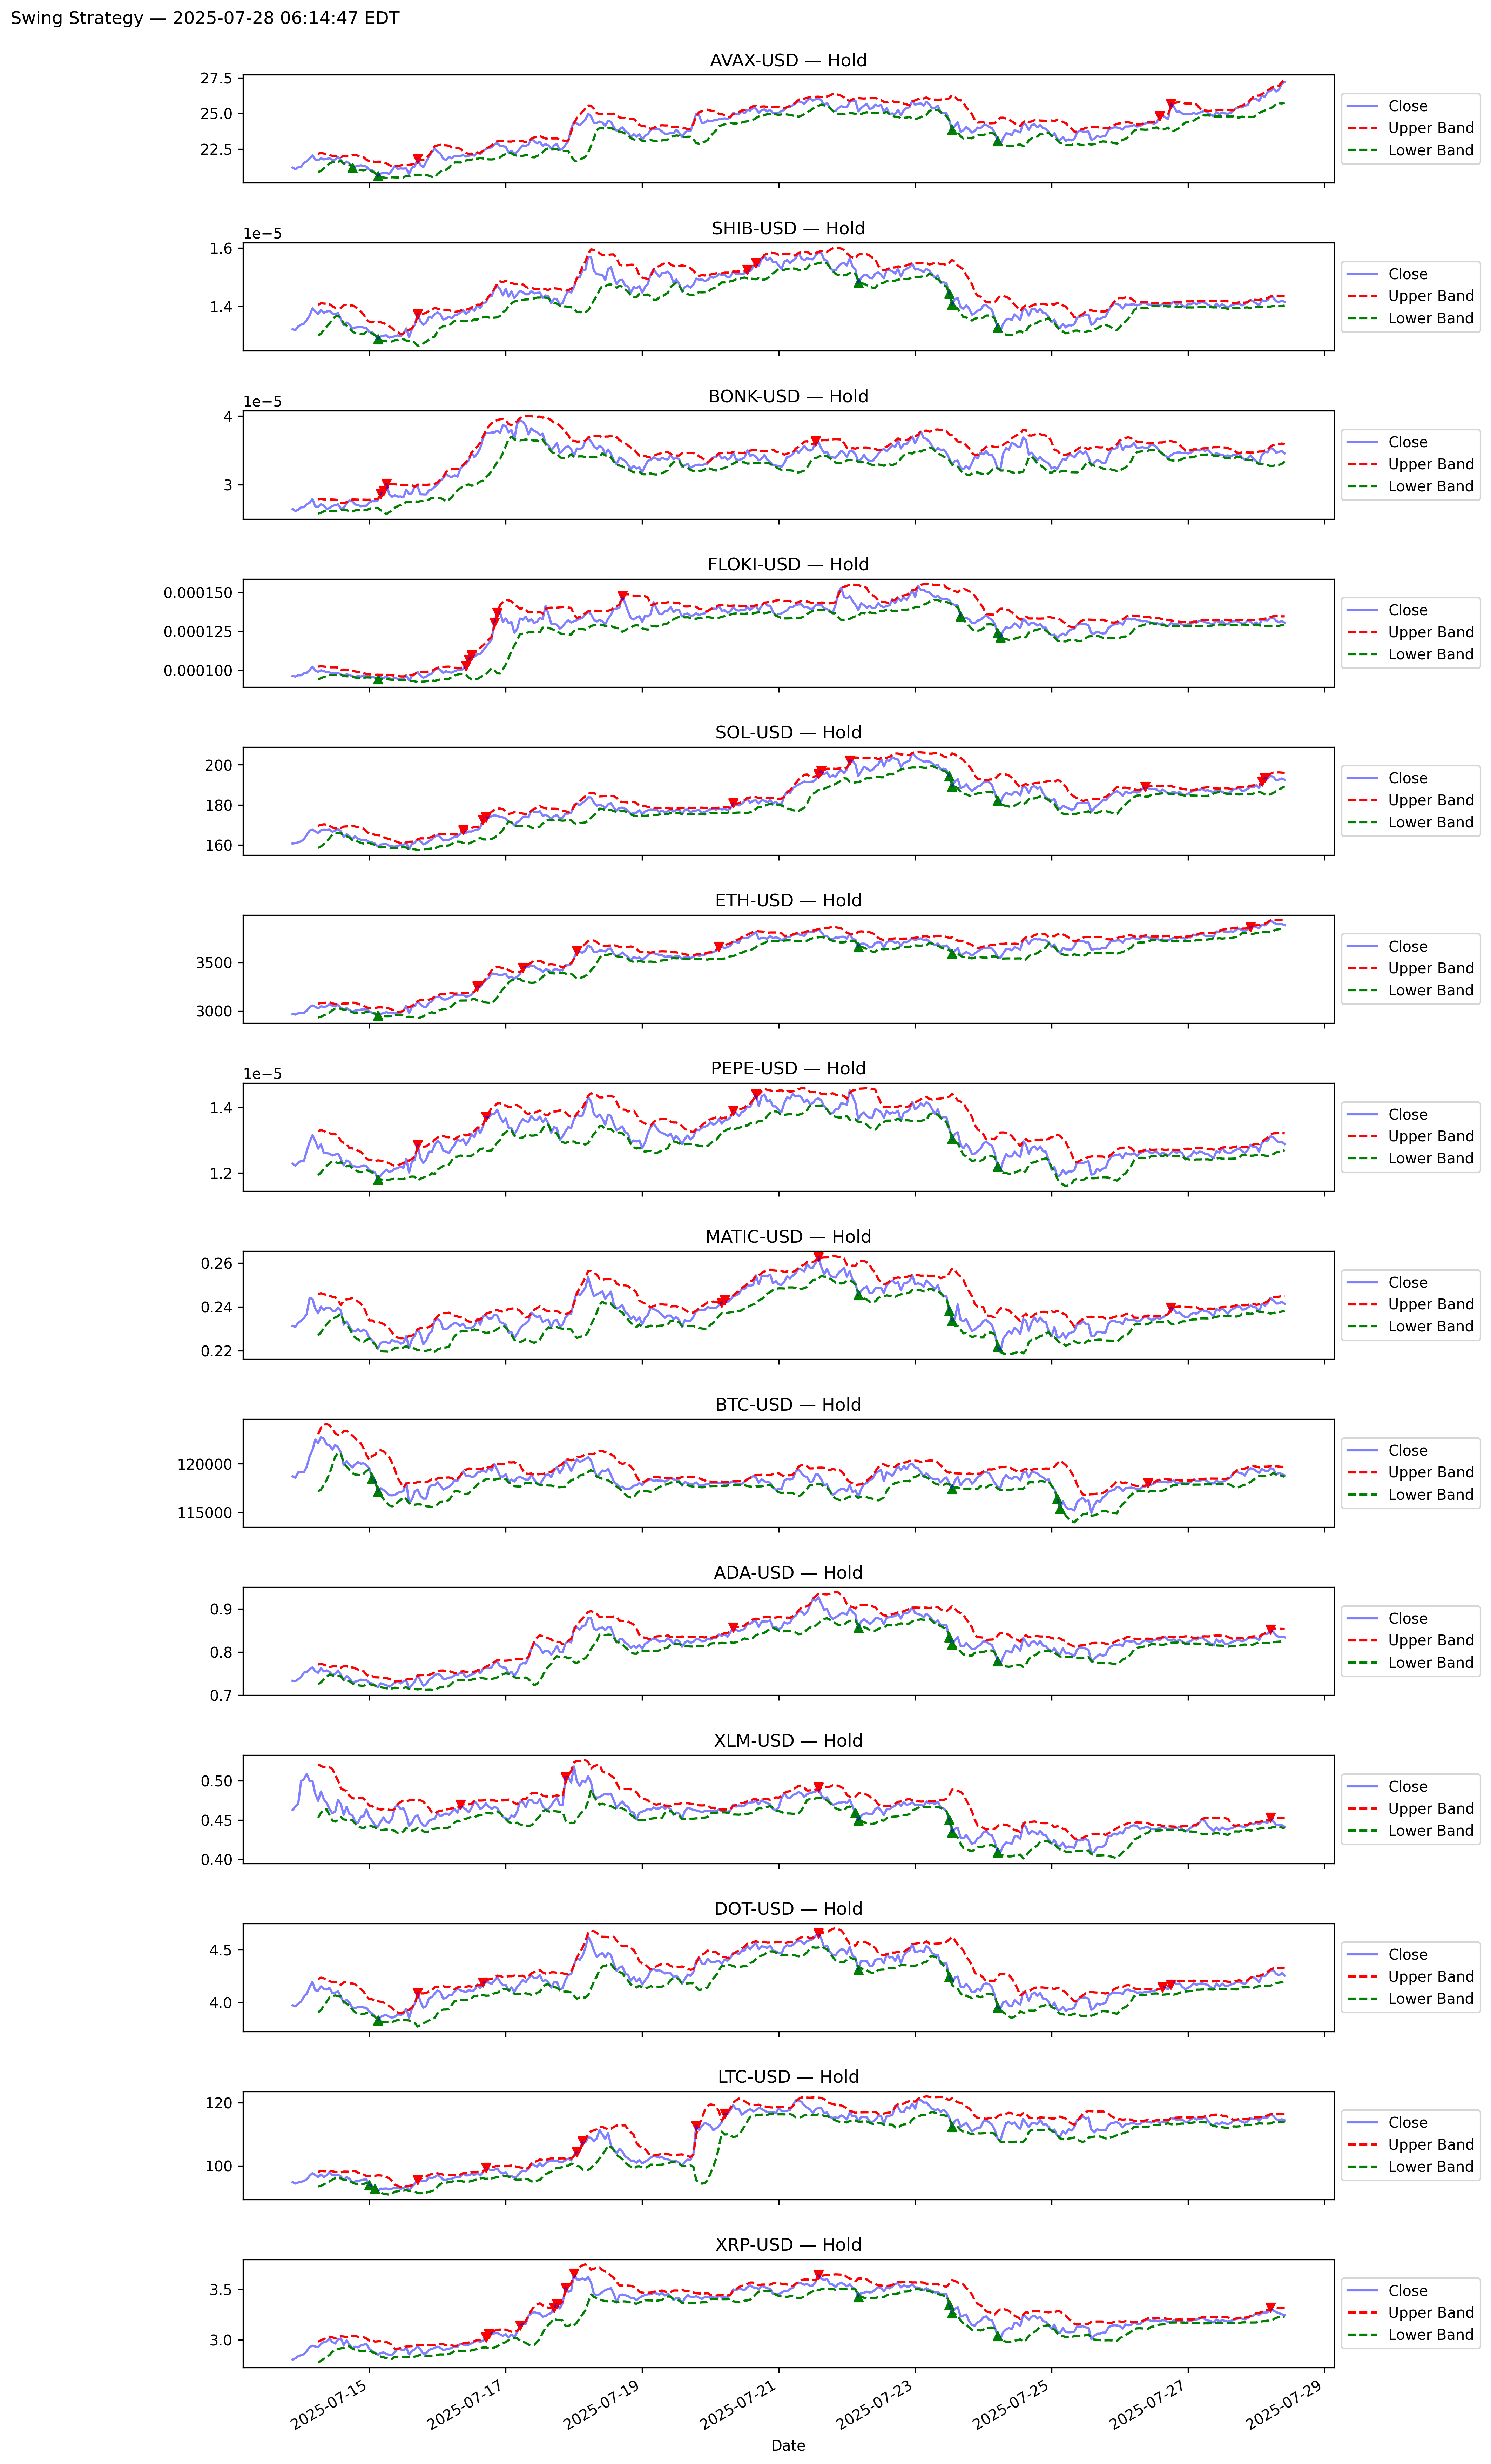 Swing Strategy — 2025-07-28 06:14:47 EDT
AVAX-USD — Hold
27.5
25.0
22.5
Close
Upper Band
Lower Band
SHIB-USD — Hold
1e−5
1.6
1.4
Close
Upper Band
Lower Band
BONK-USD — Hold
1e−5
4
3
Close
Upper Band
Lower Band
FLOKI-USD — Hold
0.000150
0.000125
0.000100
Close
Upper Band
Lower Band
SOL-USD — Hold
200
180
160
Close
Upper Band
Lower Band
ETH-USD — Hold
3500
3000
Close
Upper Band
Lower Band
PEPE-USD — Hold
1e−5
1.4
1.2
Close
Upper Band
Lower Band
MATIC-USD — Hold
0.26
0.24
0.22
Close
Upper Band
Lower Band
BTC-USD — Hold
120000
115000
Close
Upper Band
Lower Band
ADA-USD — Hold
0.9
0.8
0.7
Close
Upper Band
Lower Band
XLM-USD — Hold
0.50
0.45
0.40
Close
Upper Band
Lower Band
DOT-USD — Hold
4.5
4.0
Close
Upper Band
Lower Band
LTC-USD — Hold
120
100
Close
Upper Band
Lower Band
XRP-USD — Hold
3.5
3.0
Close
Upper Band
Lower Band
2025-07-15
2025-07-17
2025-07-19
2025-07-21
2025-07-23
2025-07-25
2025-07-27
2025-07-29
Date